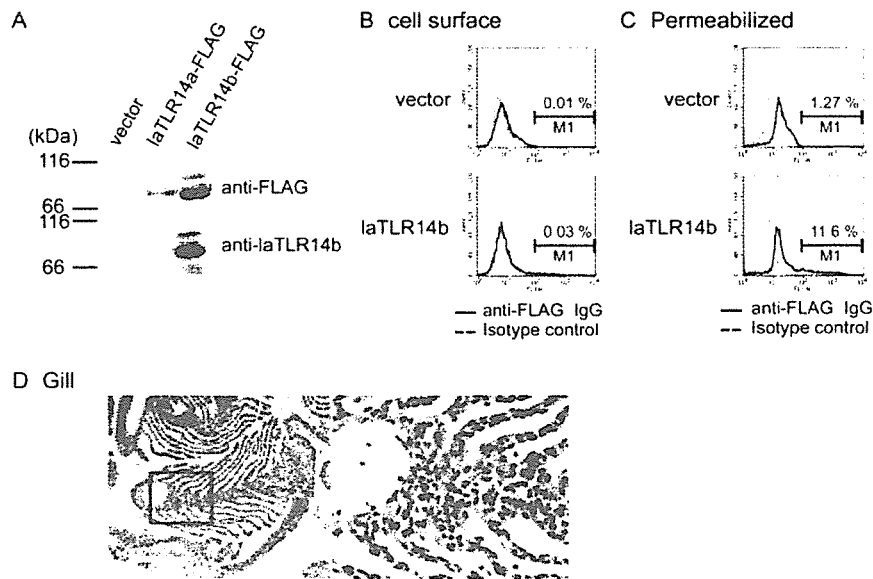 A
vector
laTLR14a-FLAG
laTLR14b-FLAG
(kDa)
116
66
116
66
anti-FLAG
anti-laTLR14b
B cell surface
vector
0.01 %
M1
laTLR14b
0 03 %
M1
anti-FLAG IgG
Isotype control
C Permeabilized
vector
1.27 %
M1
laTLR14b
11 6 %
M1
anti-FLAG IgG
Isotype control
D Gill